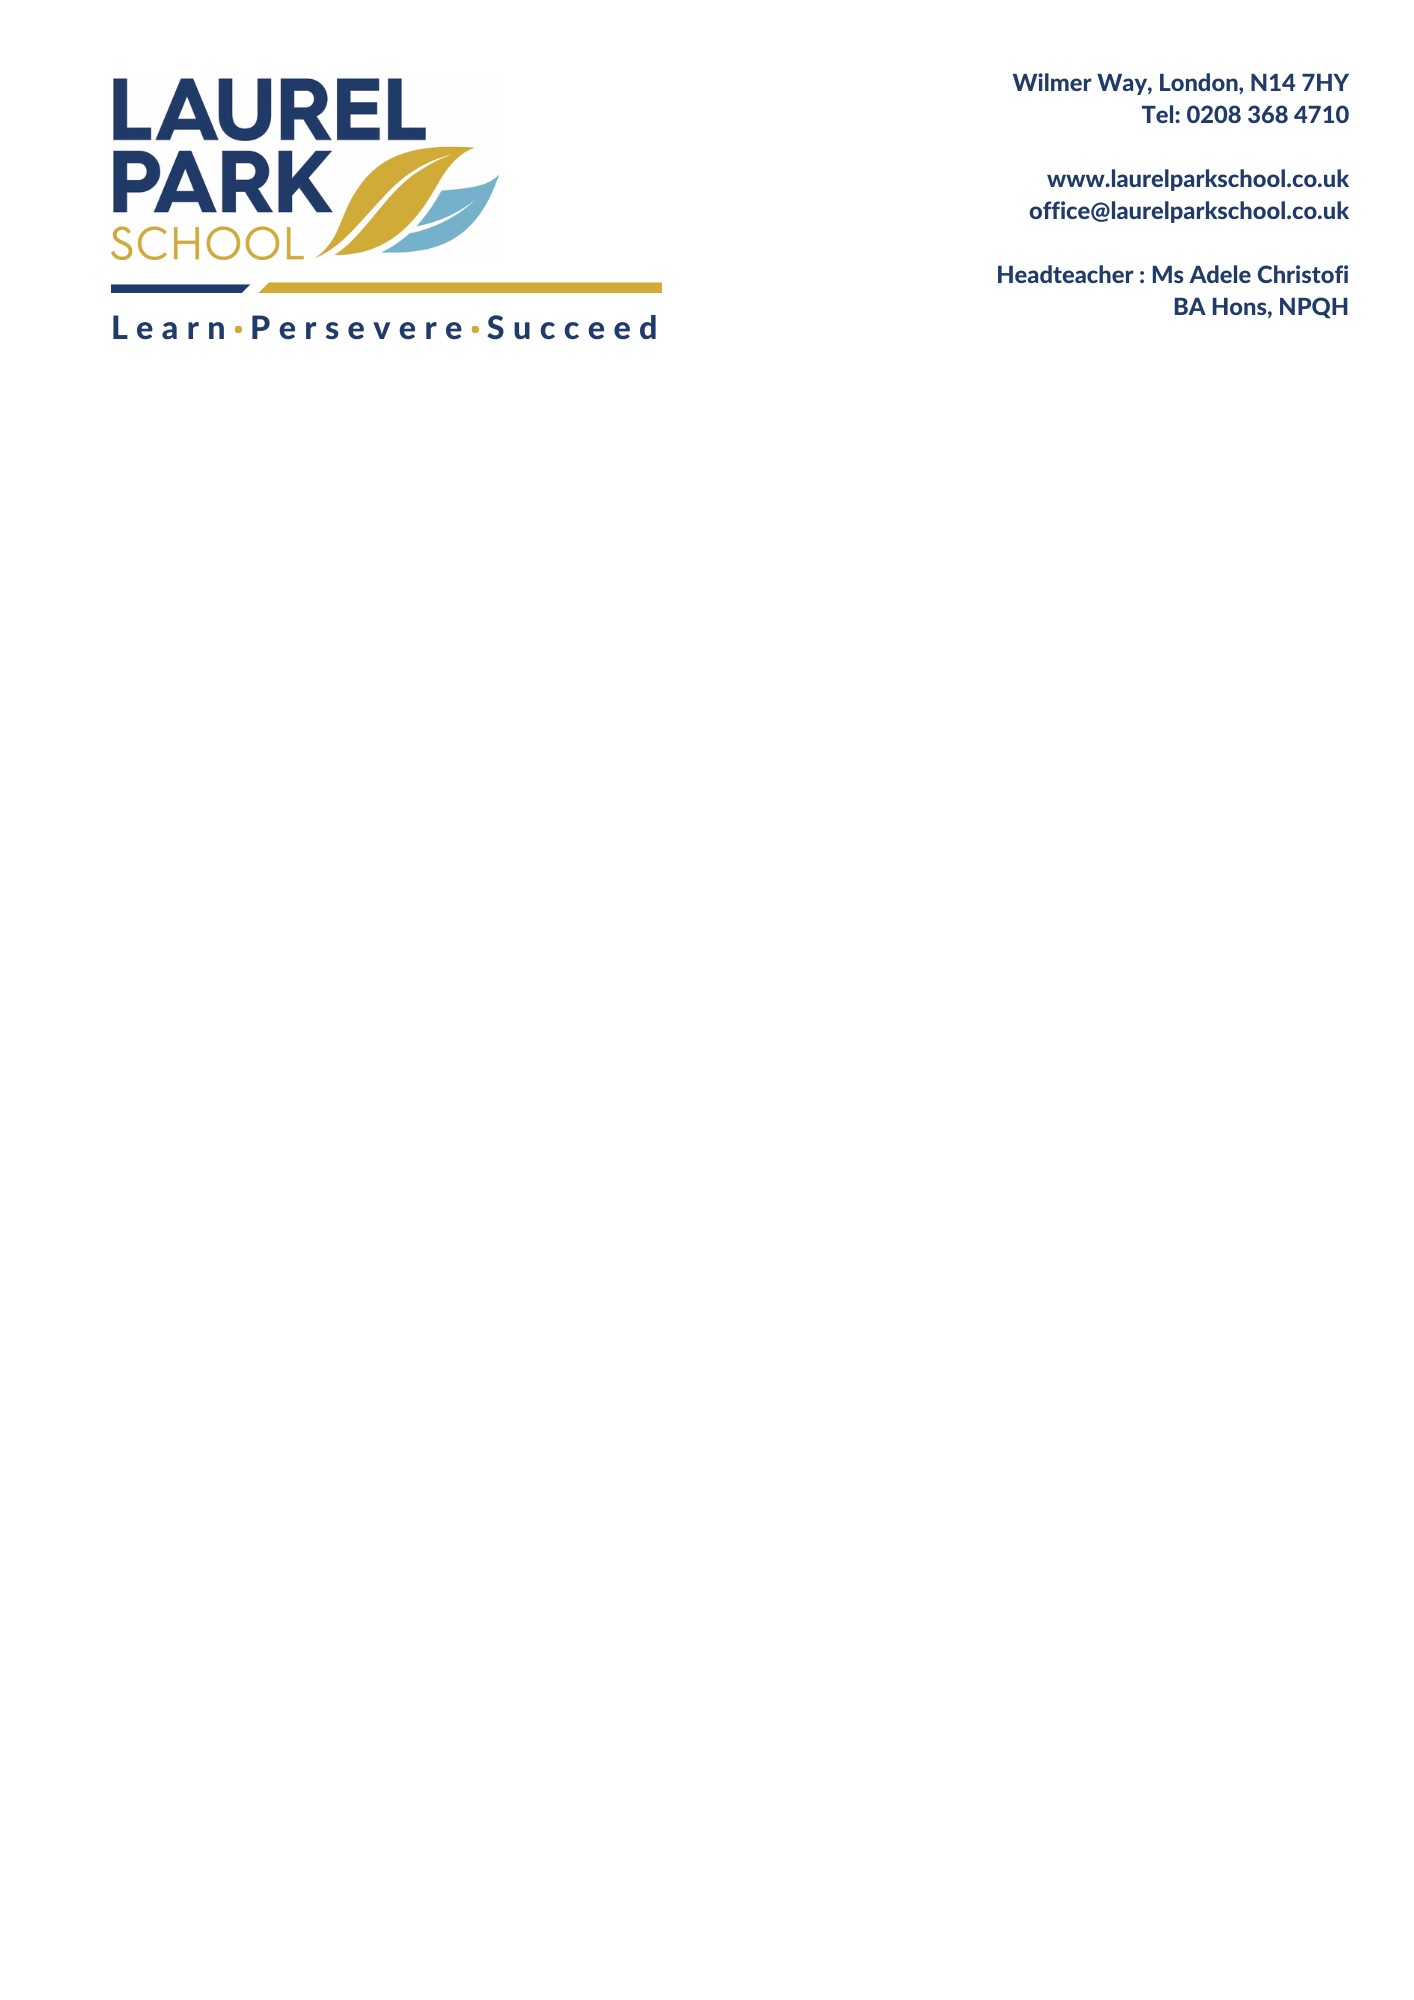 LAUREL
PARK
SCHOOL
Learn•Persevere•Succeed
Wilmer Way, London, N14 7HY
Tel: 0208 368 4710
www.laurelparkschool.co.uk
office@laurelparkschool.co.uk
Headteacher : Ms Adele Christofi
BA Hons, NPQH